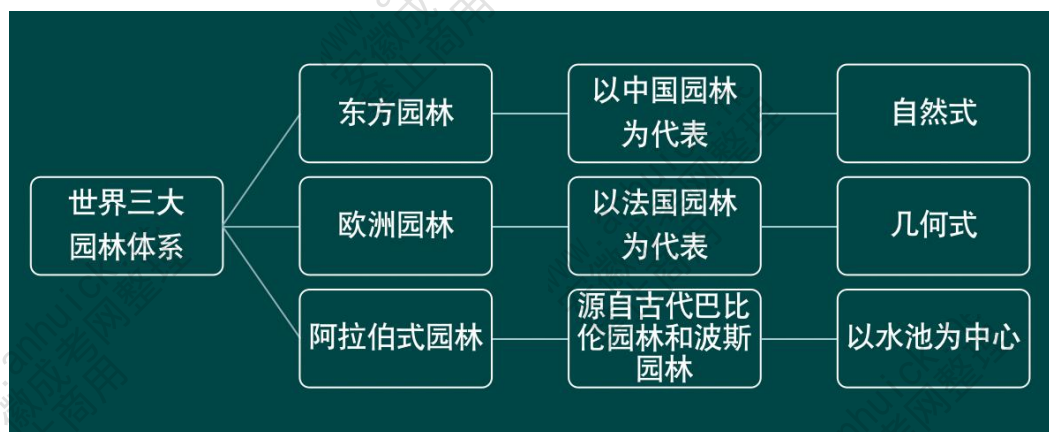 世界三大
园林体系
东方园林
以中国园林
为代表
自然式
欧洲园林
以法国园林
为代表
几何式
阿拉伯式园林
源自古代巴比
伦园林和波斯
园林
以水池为中心